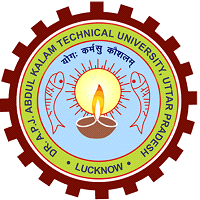 DR. A.P.J. ABDUL KALAM TECHNICAL UNIVERSITY, UTTAR PRADESH
योगः कर्मसु कौशलम्
LUCKNOW